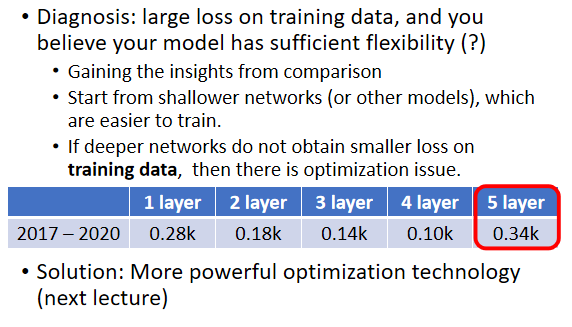 • Diagnosis: large loss on training data, and you
believe your model has sufficient flexibility (?)
• Gaining the insights from comparison
• Start from shallower networks (or other models), which
are easier to train.
• If deeper networks do not obtain smaller loss on
training data, then there is optimization issue.
1 layer 2 layer 3 layer 4 layer 5 layer
2017 – 2020 0.28k 0.18k 0.14k 0.10k 0.34k
• Solution: More powerful optimization technology
(next lecture)